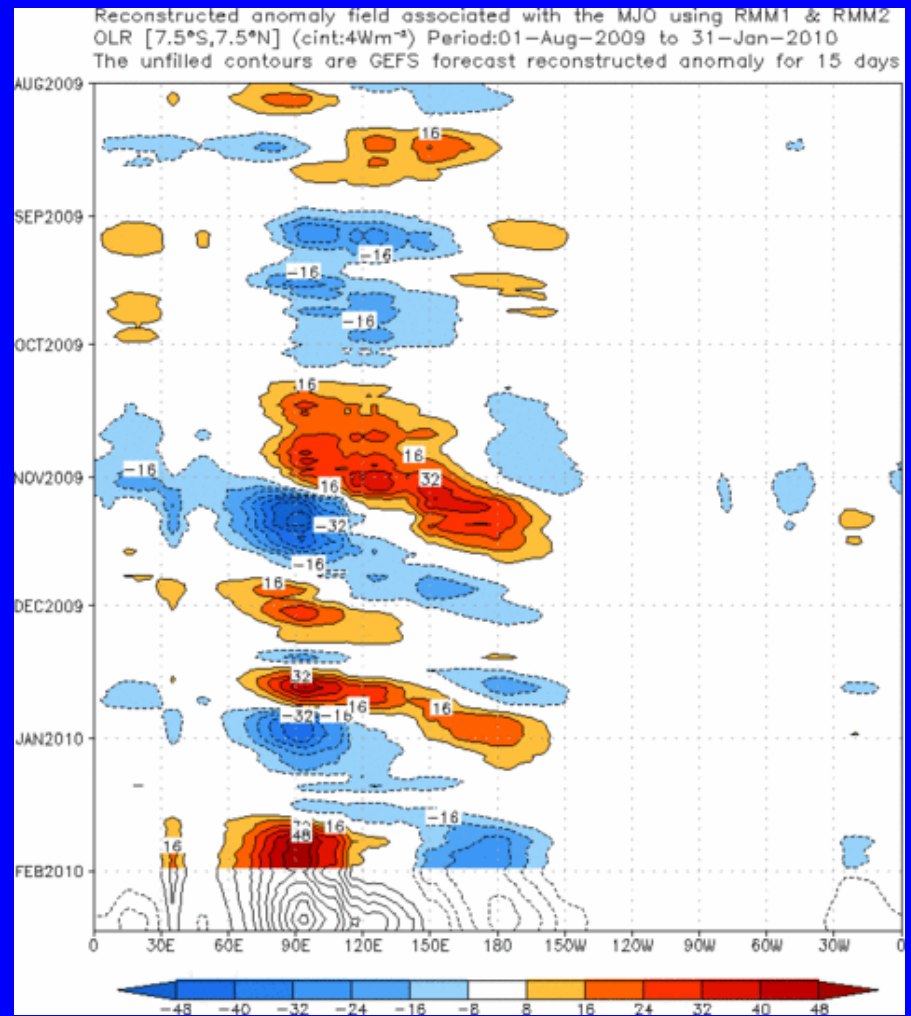 Reconstructed anomaly field associated with the MJO using RMM1 & RMM2
OLR [7.5°S,7.5°N] (cint:4Wm⁻²) Period:01-Aug-2009 to 31-Jan-2010
The unfilled contours are GEFS forecast reconstructed anomaly for 15 days
AUG2009
16
SEP2009
-16
-16
-16
OCT2009
16
16
-16
32
NOV2009
16
-32
-16
16
DEC2009
32
16
16
-32
-16
JAN2010
-16
16
48
16
FEB2010
0 30E 60E 90E 120E 150E 180 150W 120W 90W 60W 30W 0
-48 -40 -32 -24 -16 -8 8 16 24 32 40 48